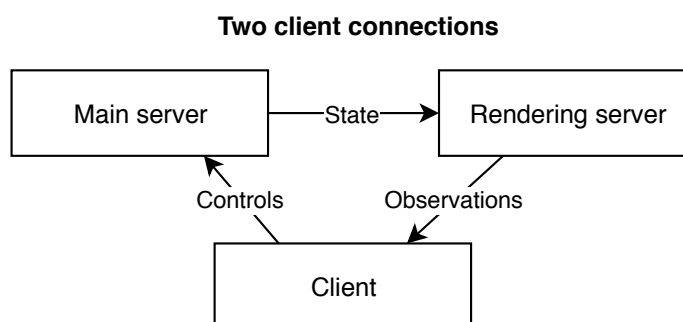 Two client connections
Main server
State
Rendering server
Controls
Observations
Client